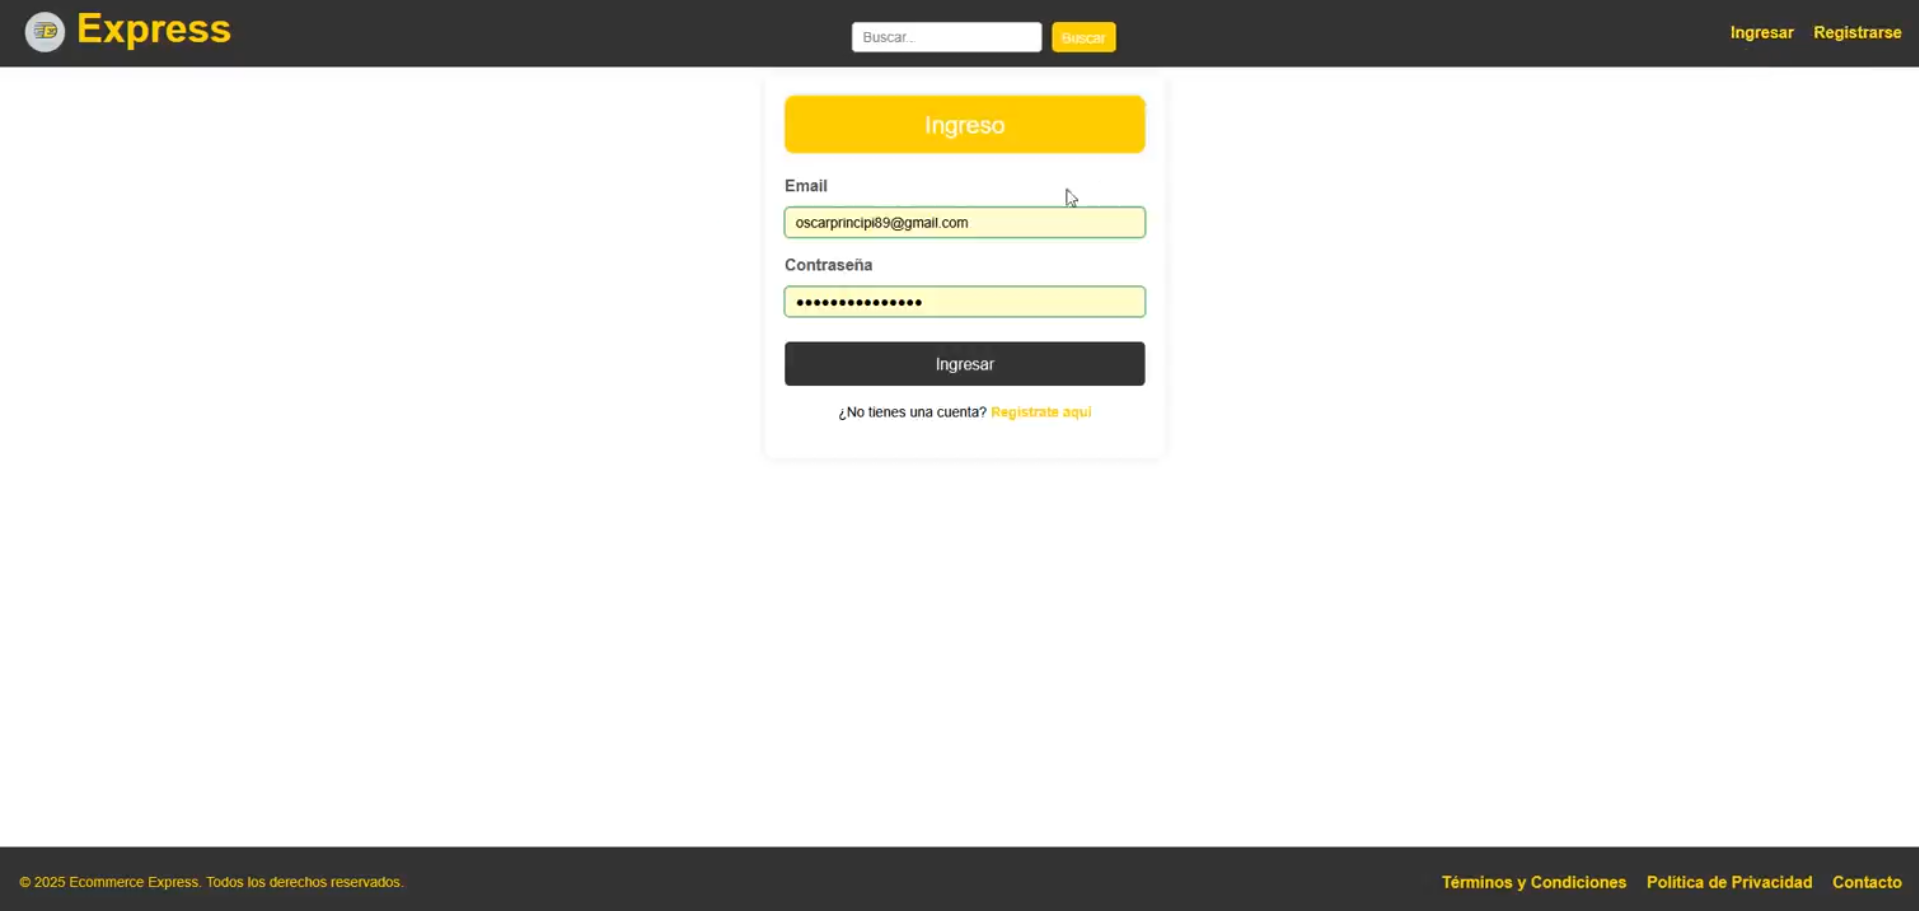 Express
Buscar...
Buscar
Ingresar
Registrarse
Ingreso
Email
oscarprincipi89@gmail.com
Contraseña
Ingresar
¿No tienes una cuenta? Registrate aquí
© 2025 Ecommerce Express. Todos los derechos reservados.
Términos y Condiciones
Política de Privacidad
Contacto